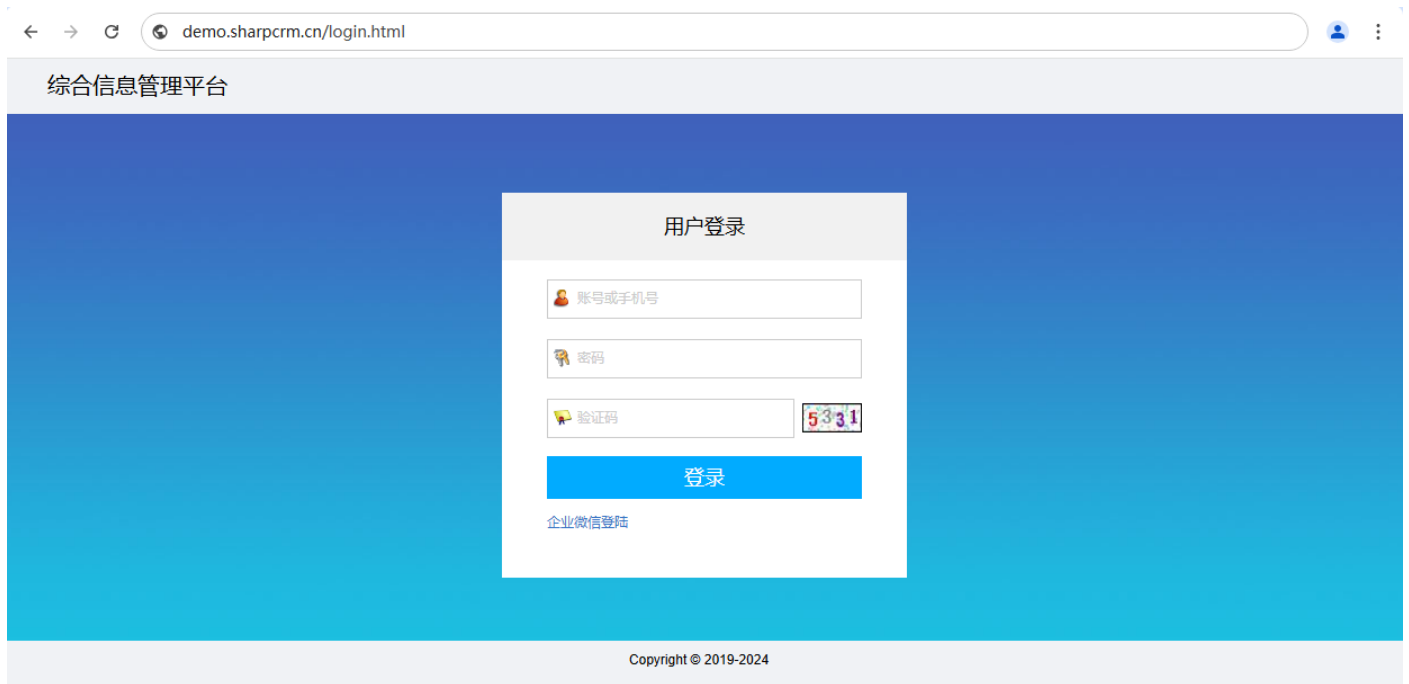 demo.sharpcrm.cn/login.html
综合信息管理平台
用户登录
账号或手机号
密码
验证码
5331
登录
企业微信登陆
Copyright © 2019-2024